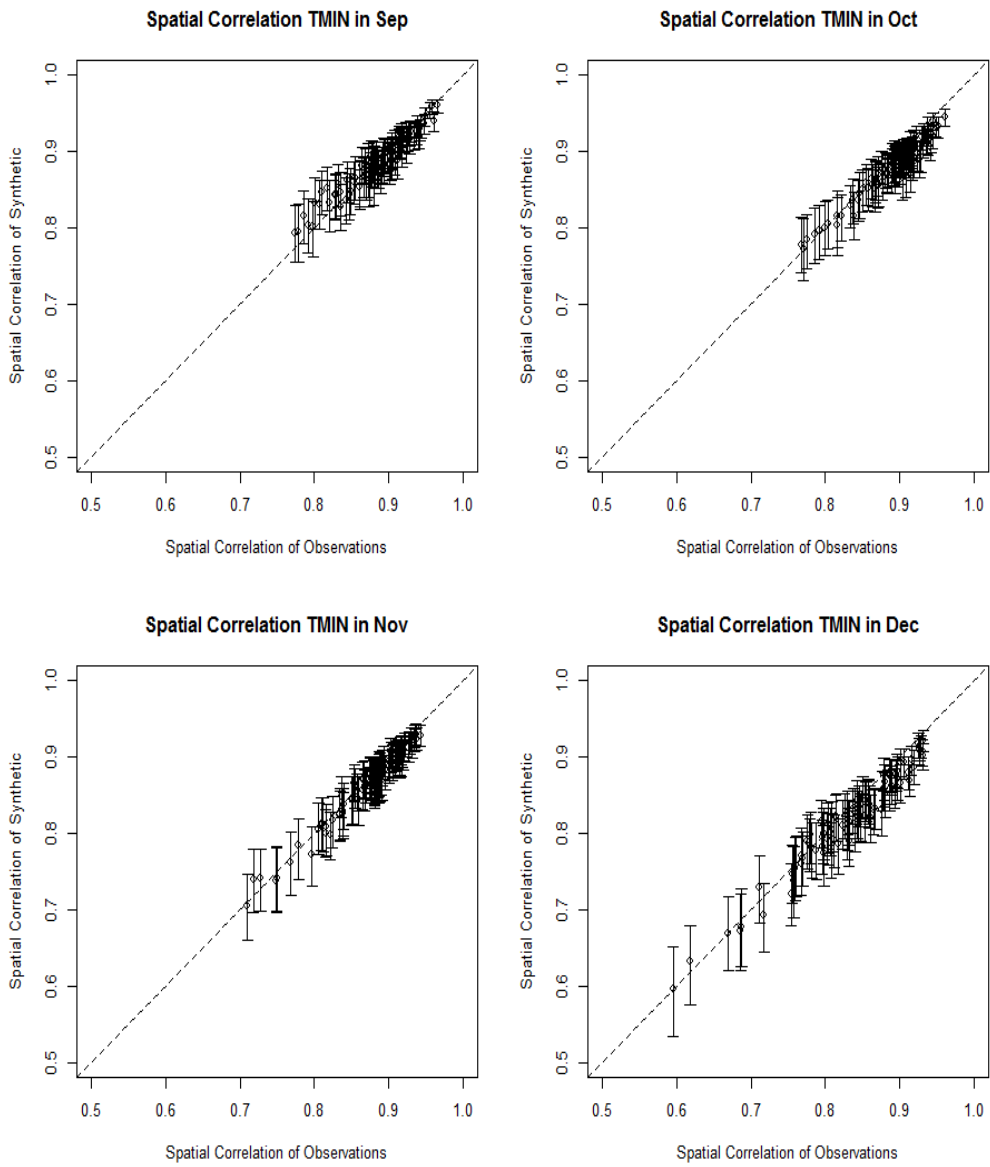 Spatial Correlation TMIN in Sep
Spatial Correlation of Synthetic
1.0
0.9
0.8
0.7
0.6
0.5
0.5 0.6 0.7 0.8 0.9 1.0
Spatial Correlation of Observations
Spatial Correlation TMIN in Oct
Spatial Correlation of Synthetic
1.0
0.9
0.8
0.7
0.6
0.5
0.5 0.6 0.7 0.8 0.9 1.0
Spatial Correlation of Observations
Spatial Correlation TMIN in Nov
Spatial Correlation of Synthetic
1.0
0.9
0.8
0.7
0.6
0.5
0.5 0.6 0.7 0.8 0.9 1.0
Spatial Correlation of Observations
Spatial Correlation TMIN in Dec
Spatial Correlation of Synthetic
1.0
0.9
0.8
0.7
0.6
0.5
0.5 0.6 0.7 0.8 0.9 1.0
Spatial Correlation of Observations